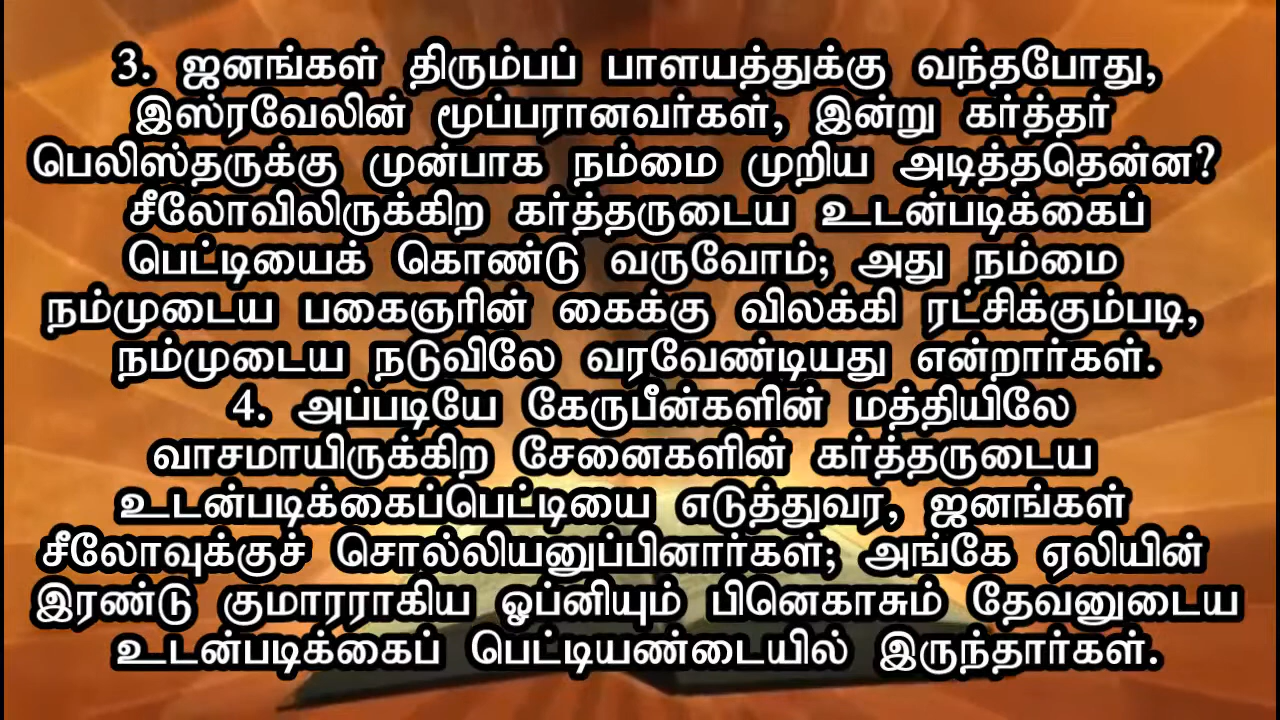 3. ஜனங்கள் திரும்பப் பாளயத்துக்கு வந்தபோது,
இஸ்ரவேலின் மூப்பரானவர்கள், இன்று கர்த்தர்
பெலிஸ்தருக்கு முன்பாக நம்மை முறிய அடித்ததென்ன?
சீலோவிலிருக்கிற கர்த்தருடைய உடன்படிக்கைப்
பெட்டியைக் கொண்டு வருவோம்; அது நம்மை
நம்முடைய பகைஞரின் கைக்கு விலக்கி ரட்சிக்கும்படி,
நம்முடைய நடுவிலே வரவேண்டியது என்றார்கள்.
4. அப்படியே கேருபீன்களின் மத்தியிலே
வாசமாயிருக்கிற சேனைகளின் கர்த்தருடைய
உடன்படிக்கைப்பெட்டியை எடுத்துவர, ஜனங்கள்
சீலோவுக்குச் சொல்லியனுப்பினார்கள்; அங்கே ஏலியின்
இரண்டு குமாரராகிய ஓப்னியும் பினெகாசும் தேவனுடைய
உடன்படிக்கைப் பெட்டியண்டையில் இருந்தார்கள்.